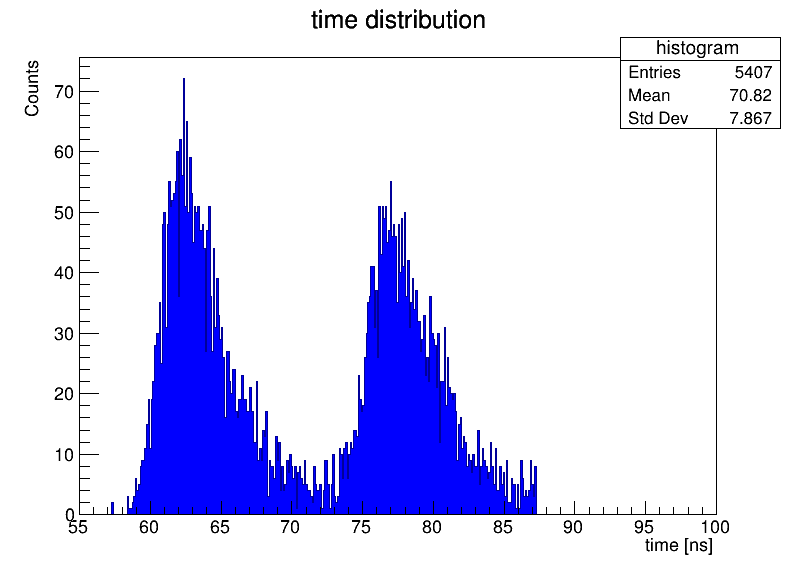 time distribution
histogram
Entries 5407
Mean 70.82
Std Dev 7.867
Counts
70
60
50
40
30
20
10
0
55 60 65 70 75 80 85 90 95 100
time [ns]